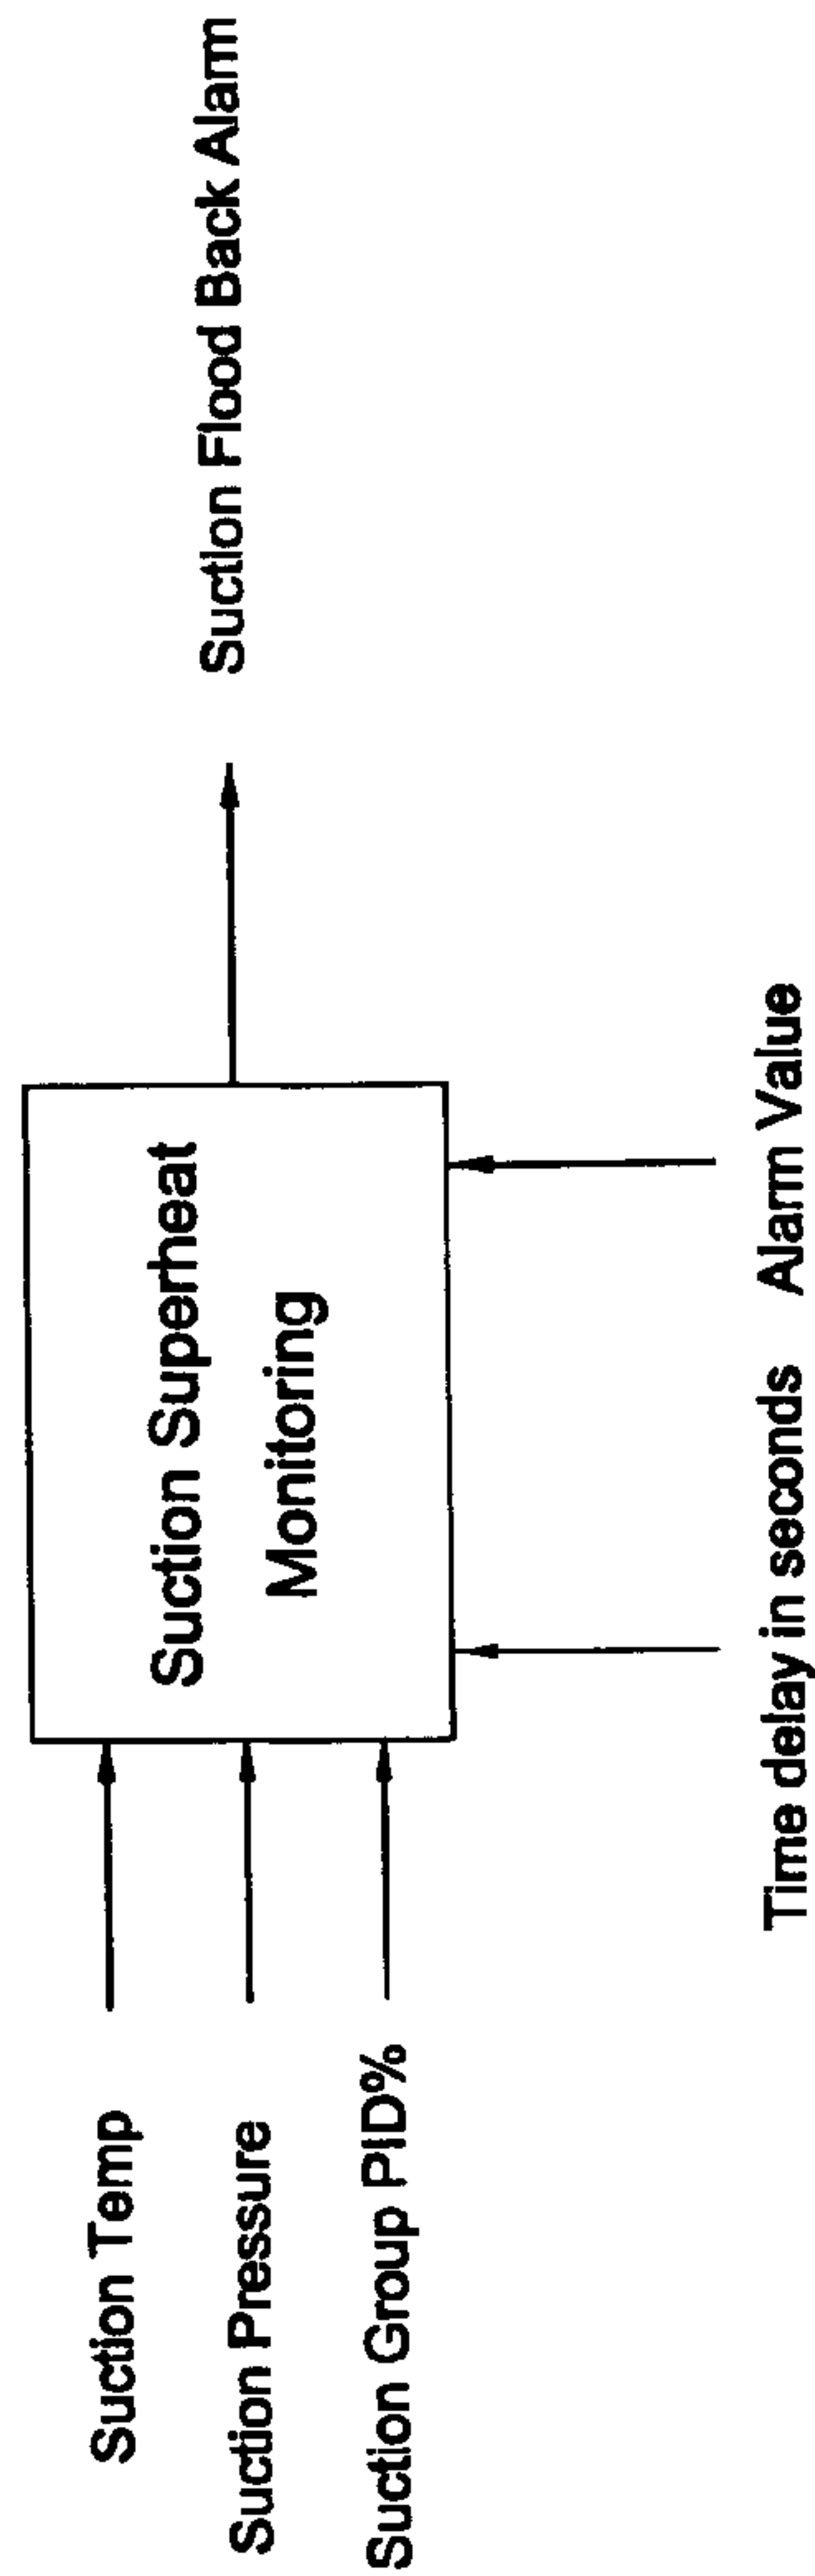 Suction Temp
Suction Pressure
Suction Group PID%
Suction Superheat
Monitoring
Suction Flood Back Alarm
Time delay in seconds
Alarm Value